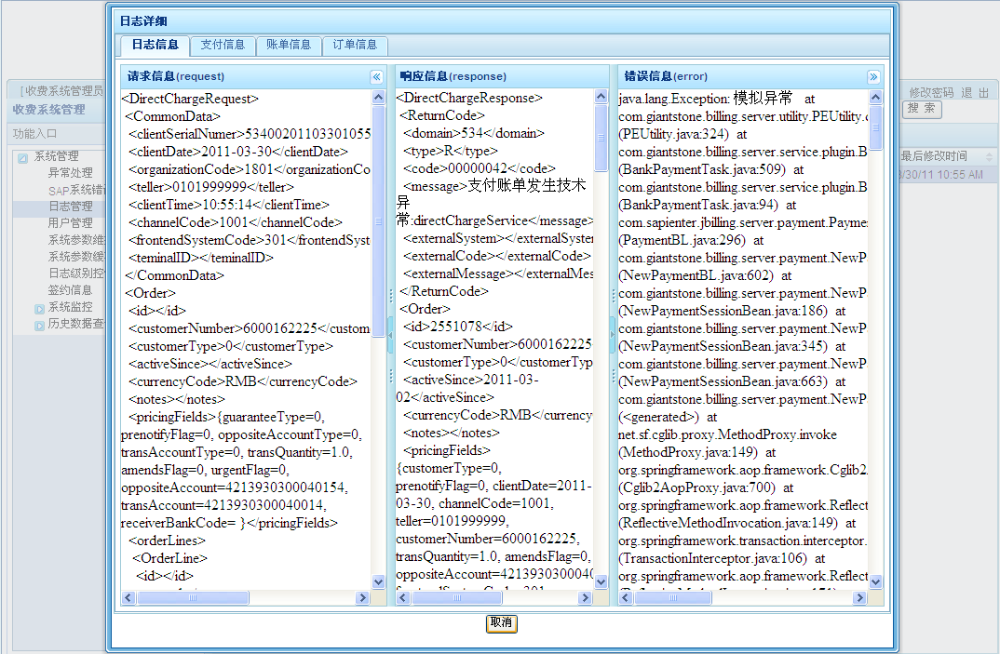 日志详细
日志信息
支付信息
账单信息
订单信息
[收费系统管理员
修改密码 退 出
收费系统管理
搜 索
功能入口
系统管理
异常处理
SAP系统错
日志管理
用户管理
系统参数维
系统参数缓
日志级别控
签约信息
系统监控
历史数据查
最后修改时间
/30/11 10:55 AM
请求信息(request)
<DirectChargeRequest>
<CommonData>
<clientSerialNumer>53400201103301055
<clientDate>2011-03-30</clientDate>
<organizationCode>1801</organizationCo
<teller>0101999999</teller>
<clientTime>10:55:14</clientTime>
<channelCode>1001</channelCode>
<frontendSystemCode>301</frontendSyst
<teminalID></teminalID>
</CommonData>
<Order>
<id></id>
<customerNumber>6000162225</custom
<customerType>0</customerType>
<activeSince></activeSince>
<currencyCode>RMB</currencyCode>
<notes></notes>
<pricingFields>{guaranteeType=0,
prenotifyFlag=0, oppositeAccountType=0,
transAccountType=0, transQuantity=1.0,
amendsFlag=0, urgentFlag=0,
oppositeAccount=4213930300040154,
transAccount=4213930300040014,
receiverBankCode= }</pricingFields>
<orderLines>
<OrderLine>
<id></id>
响应信息(response)
<DirectChargeResponse>
<ReturnCode>
<domain>534</domain>
<type>R</type>
<code>00000042</code>
<message>支付账单发生技术
异
常:directChargeService</message>
<externalSystem></externalSyster
<externalCode></externalCode>
<externalMessage></externalMes
</ReturnCode>
<Order>
<id>2551078</id>
<customerNumber>6000162225
<customerType>0</customerTyp
<activeSince>2011-03-
02</activeSince>
<currencyCode>RMB</currency
<notes></notes>
<pricingFields>
{customerType=0,
prenotifyFlag=0, clientDate=2011-
03-30, channelCode=1001,
teller=0101999999,
customerNumber=6000162225,
transQuantity=1.0, amendsFlag=0,
oppositeAccount=4213930300040
错误信息(error)
java.lang.Exception: 模拟异常 at
com.giantstone.billing.server.utility.PEUtility.c
(PEUtility.java:324) at
com.giantstone.billing.server.service.plugin.B
(BankPaymentTask.java:509) at
com.giantstone.billing.server.service.plugin.B
(BankPaymentTask.java:94) at
com.sapienter.jbilling.server.payment.Payme
(PaymentBL.java:296) at
com.giantstone.billing.server.payment.NewP
(NewPaymentBL.java:602) at
com.giantstone.billing.server.payment.NewP
(NewPaymentSessionBean.java:186) at
com.giantstone.billing.server.payment.NewP
(NewPaymentSessionBean.java:345) at
com.giantstone.billing.server.payment.NewP
(NewPaymentSessionBean.java:663) at
com.giantstone.billing.server.payment.NewP
(<generated>) at
net.sf.cglib.proxy.MethodProxy.invoke
(MethodProxy.java:149) at
org.springframework.aop.framework.Cglib2
(Cglib2AopProxy.java:700) at
org.springframework.aop.framework.Reflect
(ReflectiveMethodInvocation.java:149) at
org.springframework.transaction.interceptor.
(TransactionInterceptor.java:106) at
org.springframework.aop.framework.Reflect
取消